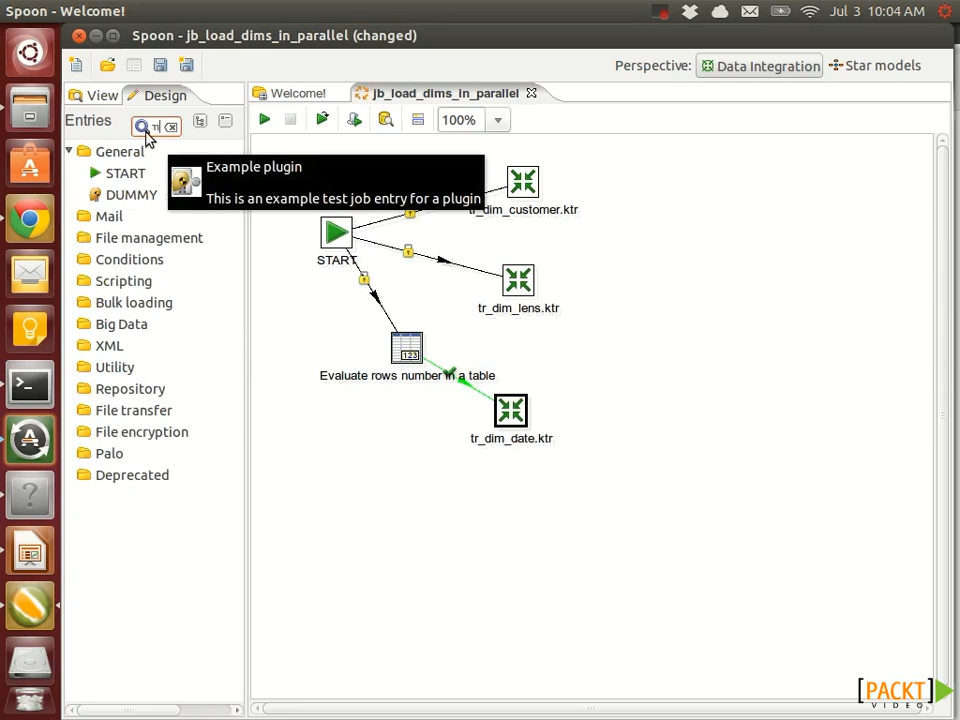 Spoon - Welcome!
Jul 3 10:04 AM
Spoon - jb_load_dims_in_parallel (changed)
Perspective:
Data Integration
Star models
View
Design
Welcome!
jb_load_dims_in_parallel
Entries
100%
General
START
DUMMY
Mail
File management
Conditions
Scripting
Bulk loading
Big Data
XML
Utility
Repository
File transfer
File encryption
Palo
Deprecated
Example plugin
This is an example test job entry for a plugin
tr_dim_customer.ktr
START
tr_dim_lens.ktr
123
Evaluate rows number in a table
tr_dim_date.ktr
[PACKT]
VIDEO